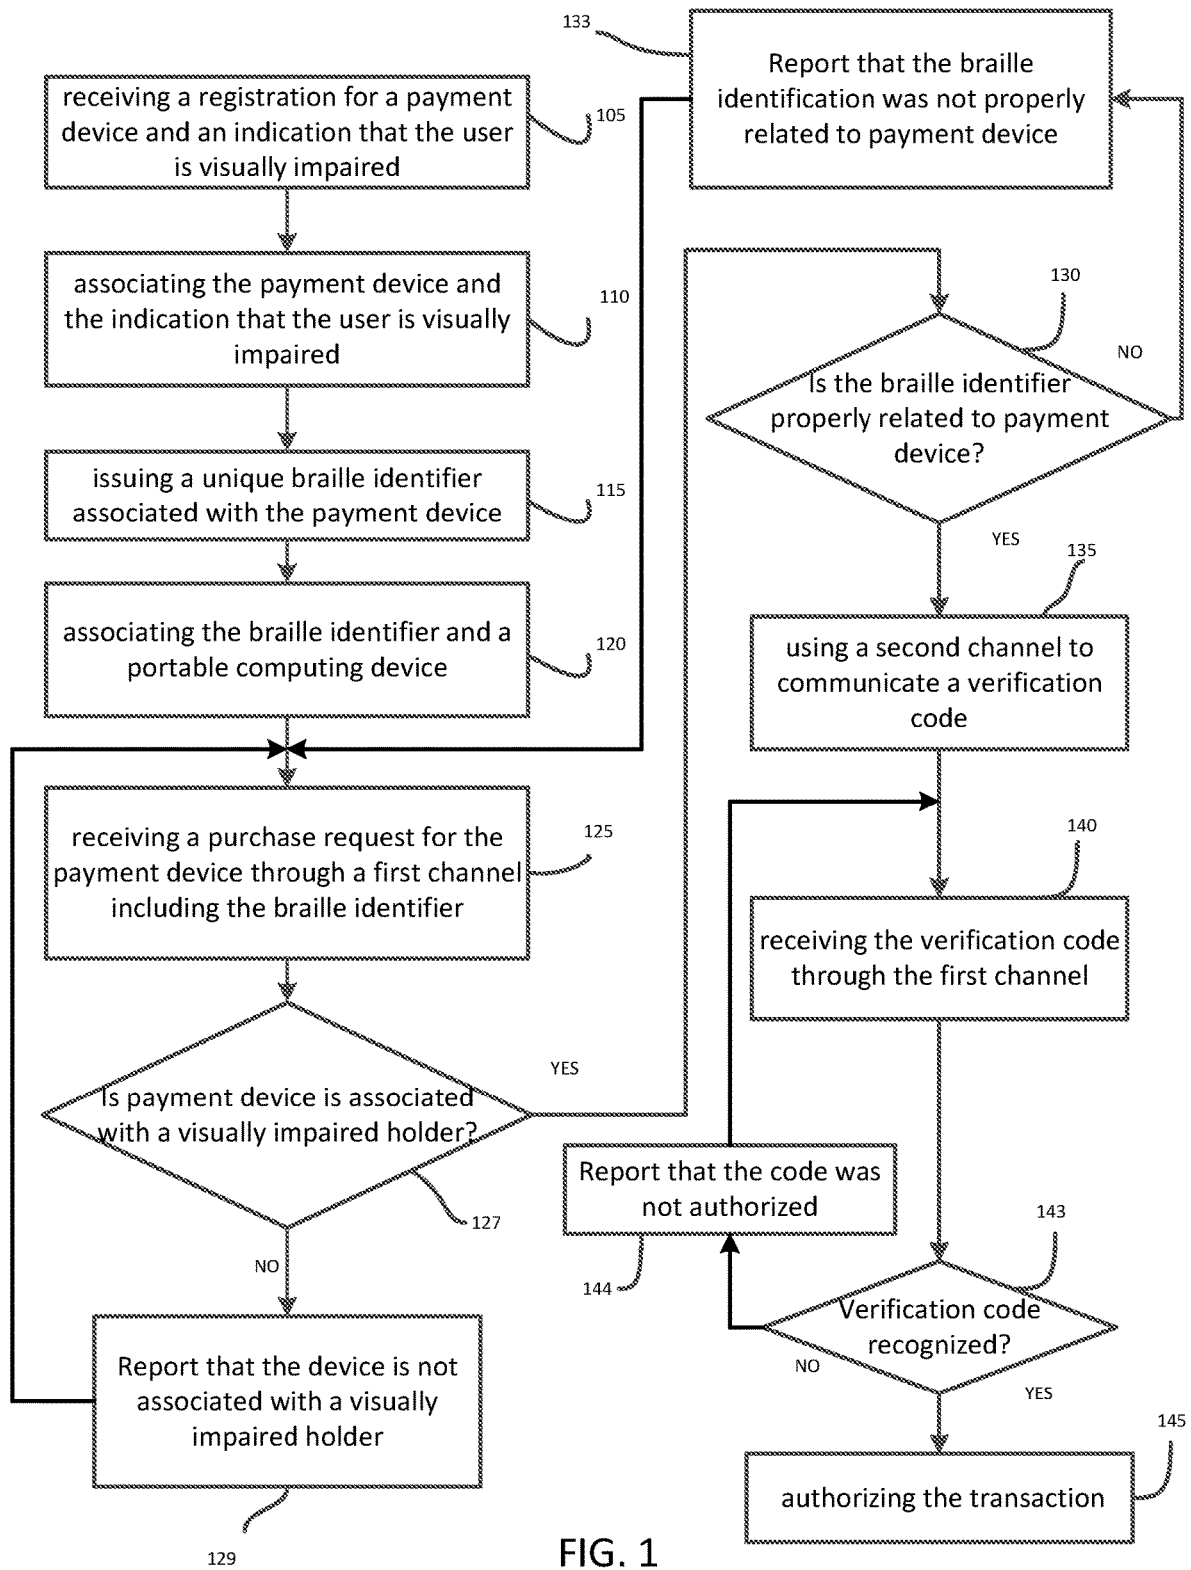 receiving a registration for a payment
device and an indication that the user
is visually impaired
105
associating the payment device and
the indication that the user is visually
impaired
110
issuing a unique braille identifier
associated with the payment device
115
associating the braille identifier and a
portable computing device
120
receiving a purchase request for the
payment device through a first channel
including the braille identifier
125
Is payment device is associated
with a visually impaired holder?
YES
127
NO
Report that the device is not
associated with a visually
impaired holder
129
133
Report that the braille
identification was not properly
related to payment device
130
NO
Is the braille identifier
properly related to payment
device?
YES
135
using a second channel to
communicate a verification
code
140
receiving the verification code
through the first channel
Report that the code was
not authorized
144
143
Verification code
recognized?
NO
YES
145
authorizing the transaction
FIG. 1